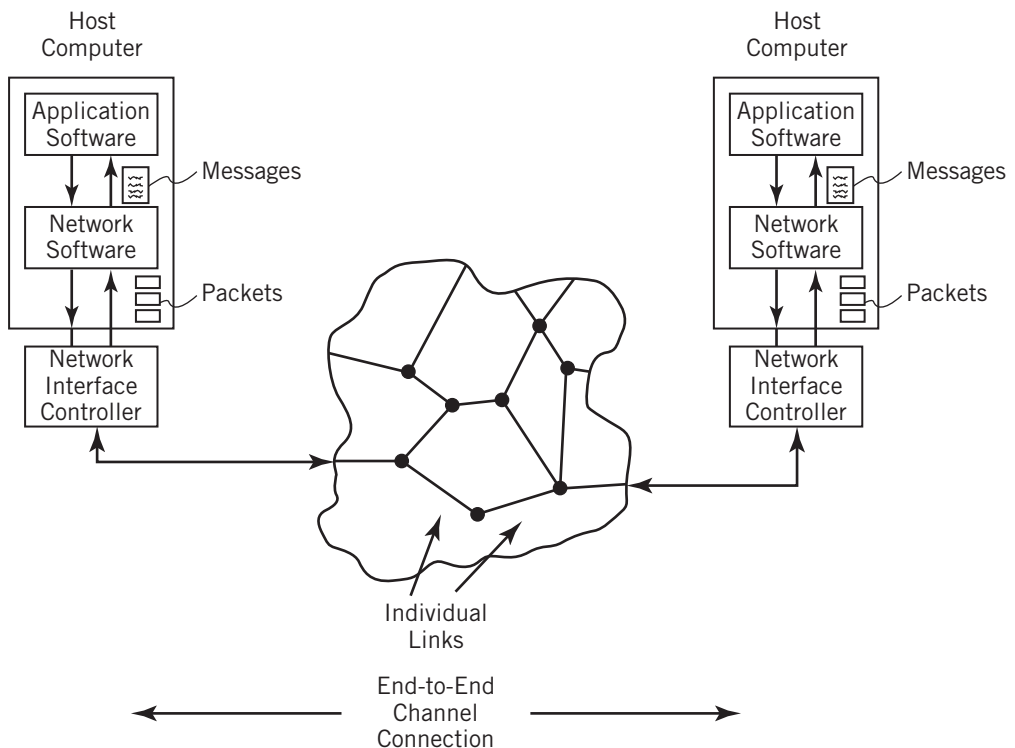 Host
Computer
Application
Software
Messages
Network
Software
Packets
Network
Interface
Controller
Host
Computer
Application
Software
Messages
Network
Software
Packets
Network
Interface
Controller
Individual
Links
End-to-End
Channel
Connection